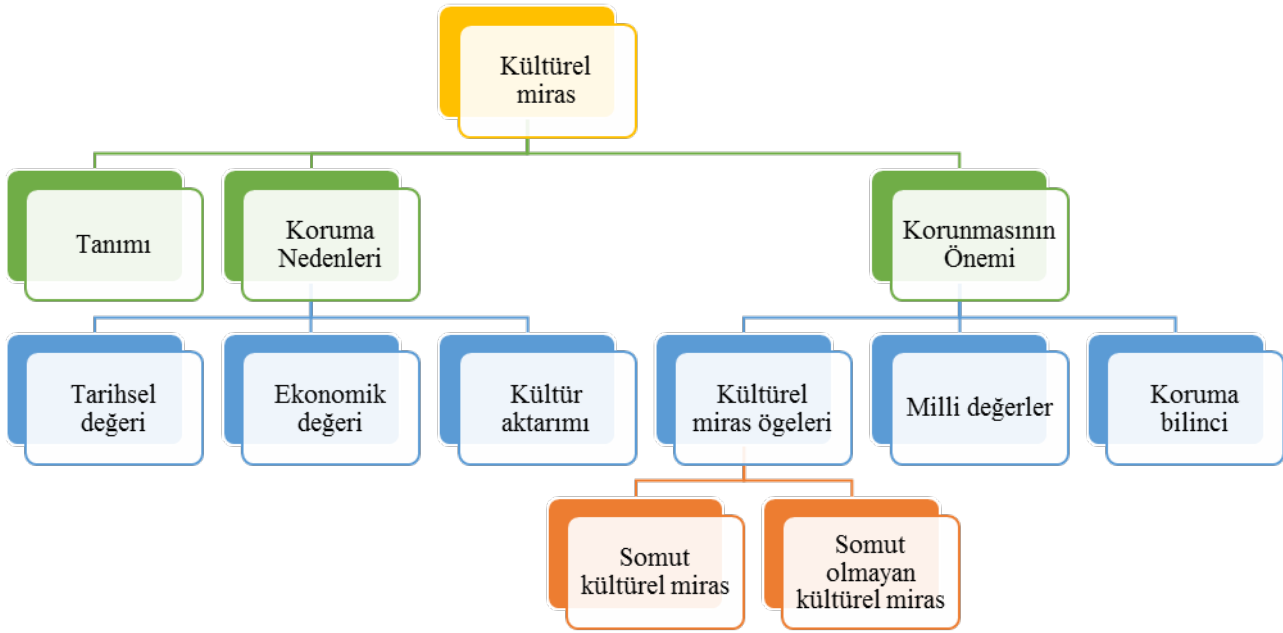 Kültürel
miras
Tanımı
Koruma
Nedenleri
Korunmasının
Önemi
Tarihsel
değeri
Ekonomik
değeri
Kültür
aktarımı
Kültürel
miras ögeleri
Milli değerler
Koruma
bilinci
Somut
kültürel miras
Somut
olmayan
kültürel miras